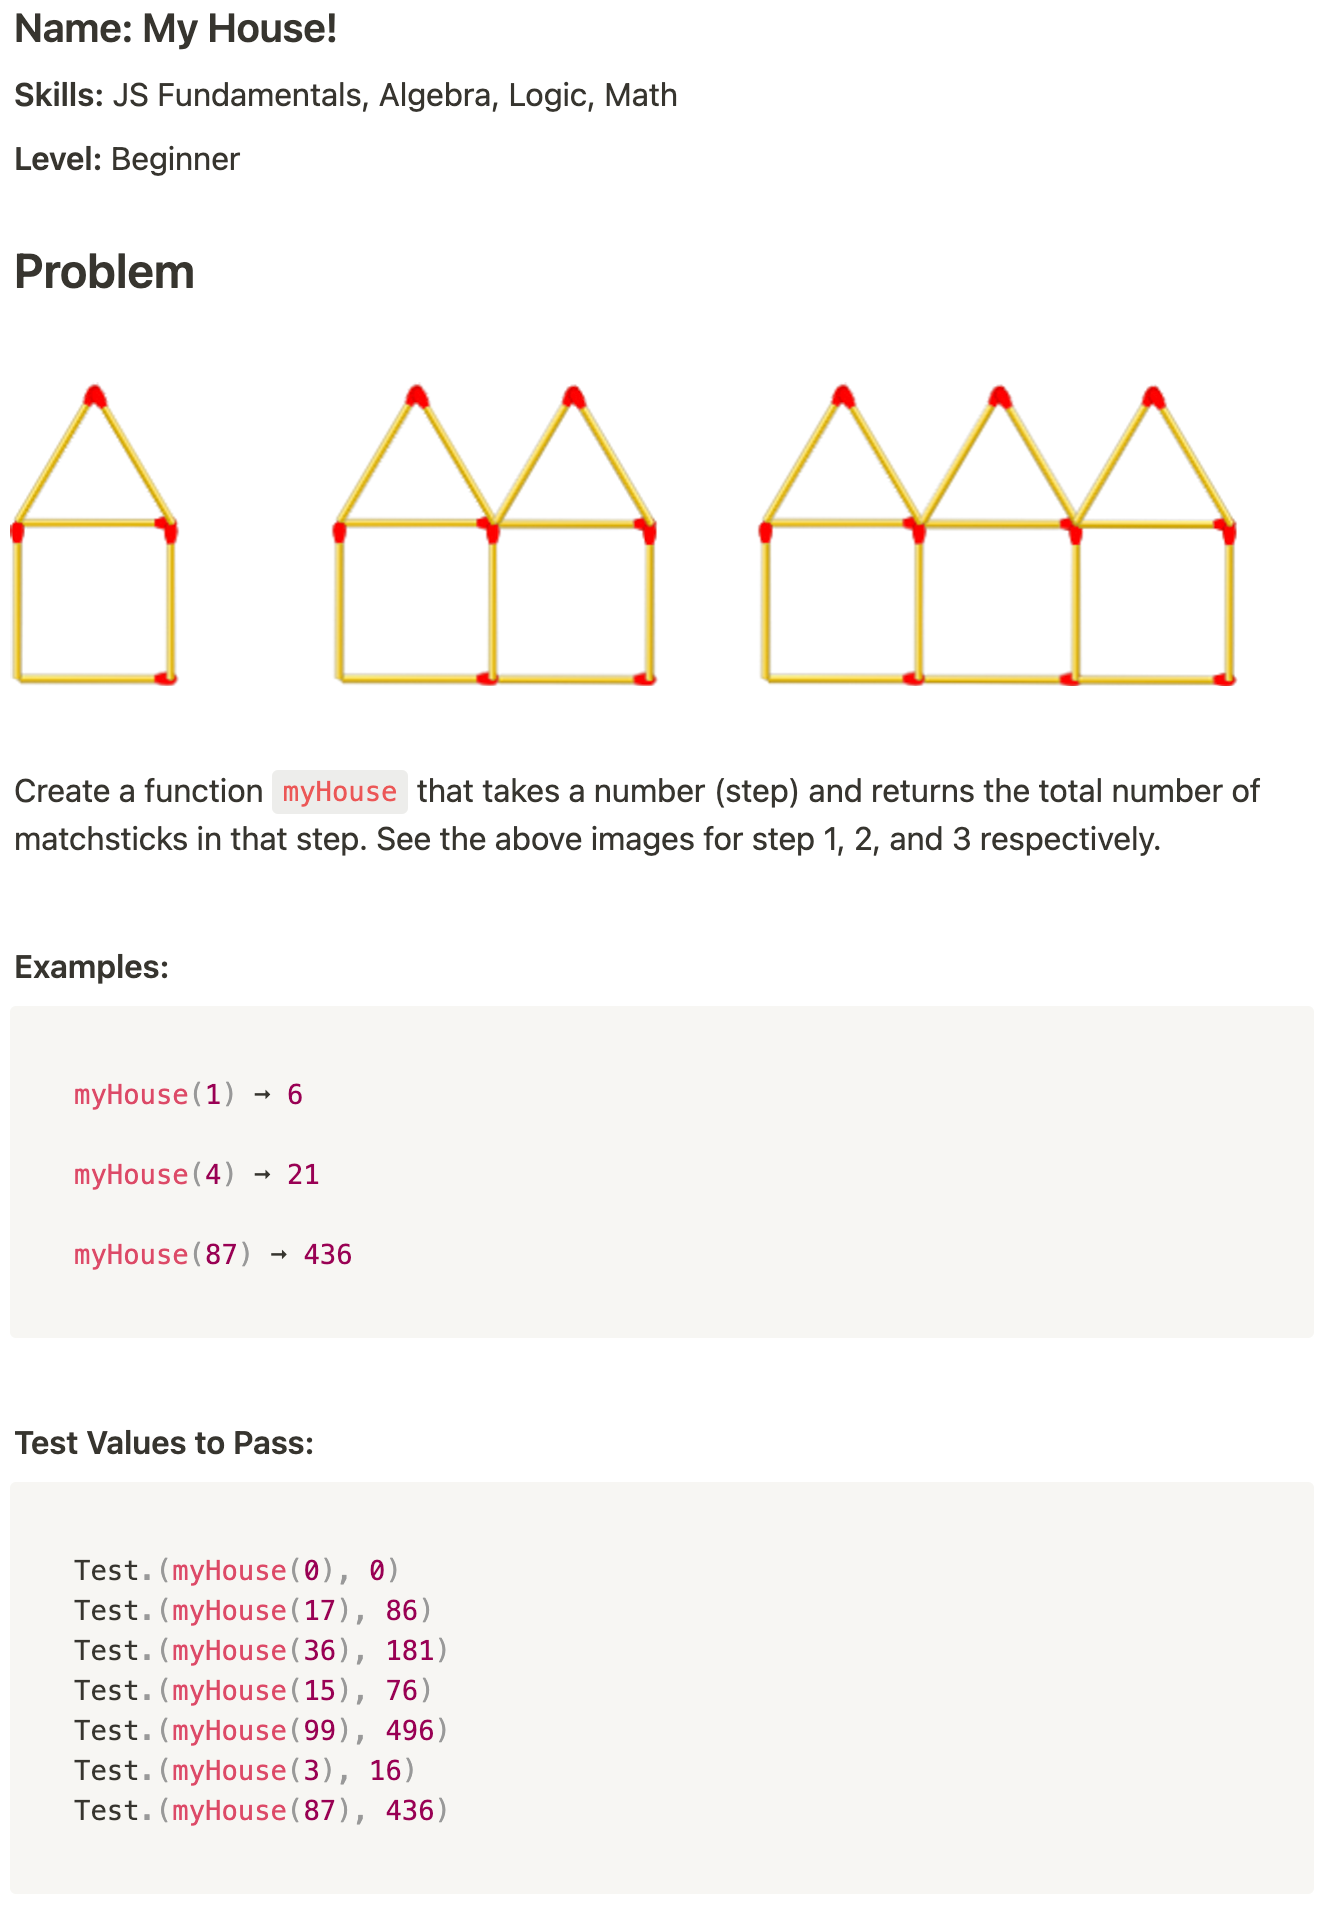 Name: My House!
Skills: JS Fundamentals, Algebra, Logic, Math
Level: Beginner
Problem
Create a function myHouse that takes a number (step) and returns the total number of
matchsticks in that step. See the above images for step 1, 2, and 3 respectively.
Examples:
myHouse(1) → 6
myHouse(4) → 21
myHouse(87) → 436
Test Values to Pass:
Test.(myHouse(0), 0)
Test.(myHouse(17), 86)
Test.(myHouse(36), 181)
Test.(myHouse(15), 76)
Test.(myHouse(99), 496)
Test.(myHouse(3), 16)
Test.(myHouse(87), 436)